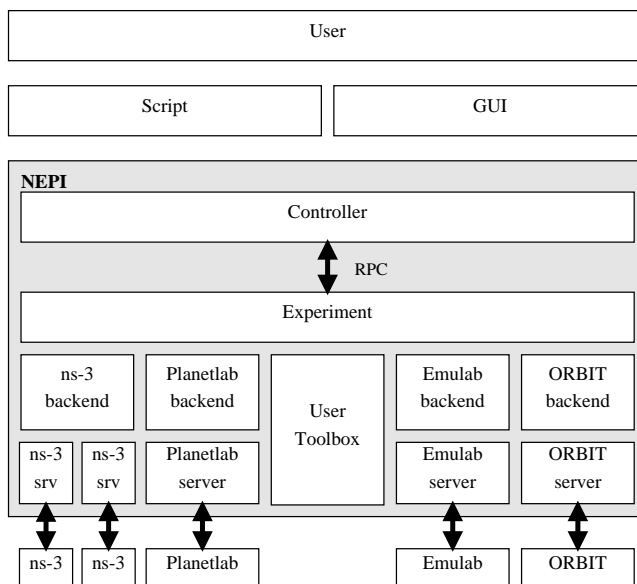 User
Script
GUI
NEPI
Controller
RPC
Experiment
ns-3
backend
Planetlab
backend
User
Toolbox
Emulab
backend
ORBIT
backend
ns-3
srv
ns-3
srv
Planetlab
server
Emulab
server
ORBIT
server
ns-3
ns-3
Planetlab
Emulab
ORBIT